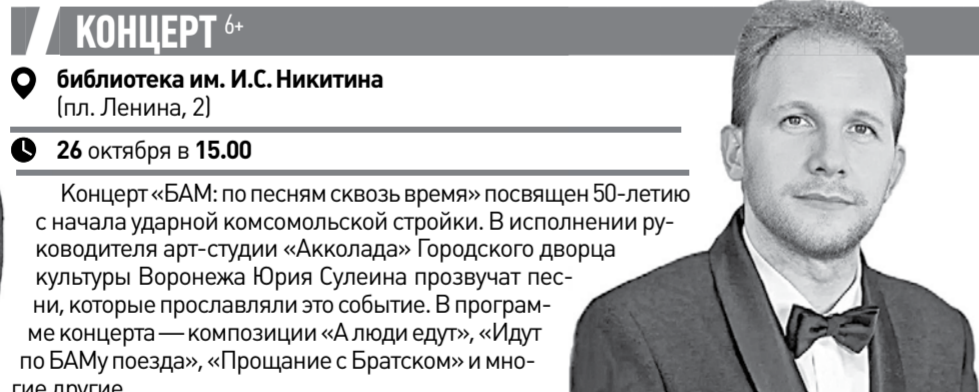 КОНЦЕРТ 6+
библиотека им. И.С. Никитина
(пл. Ленина, 2)
26 октября в 15.00
Концерт «БАМ: по песням сквозь время» посвящен 50-летию
с начала ударной комсомольской стройки. В исполнении ру-
ководителя арт-студии «Акколада» Городского дворца
культуры Воронежа Юрия Сулеина прозвучат пес-
ни, которые прославляли это событие. В програм-
ме концерта — композиции «А люди едут», «Идут
по БАМу поезда», «Прощание с Братском» и мно-
гие другие